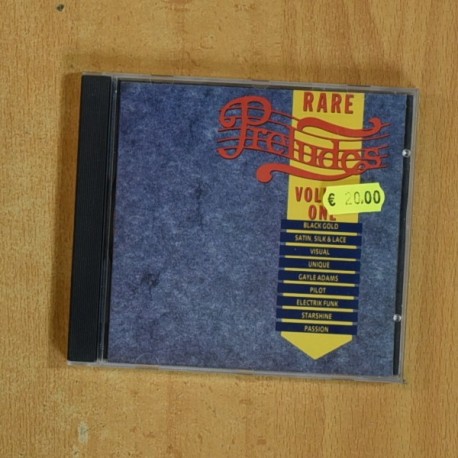 RARE
Preludes
€ 20.00
ONE
BLACK GOLD
SATIN, SILK & LACE
VISUAL
UNIQUE
GAYLE ADAMS
PILOT
ELECTRIK FUNK
STARSHINE
PASSION